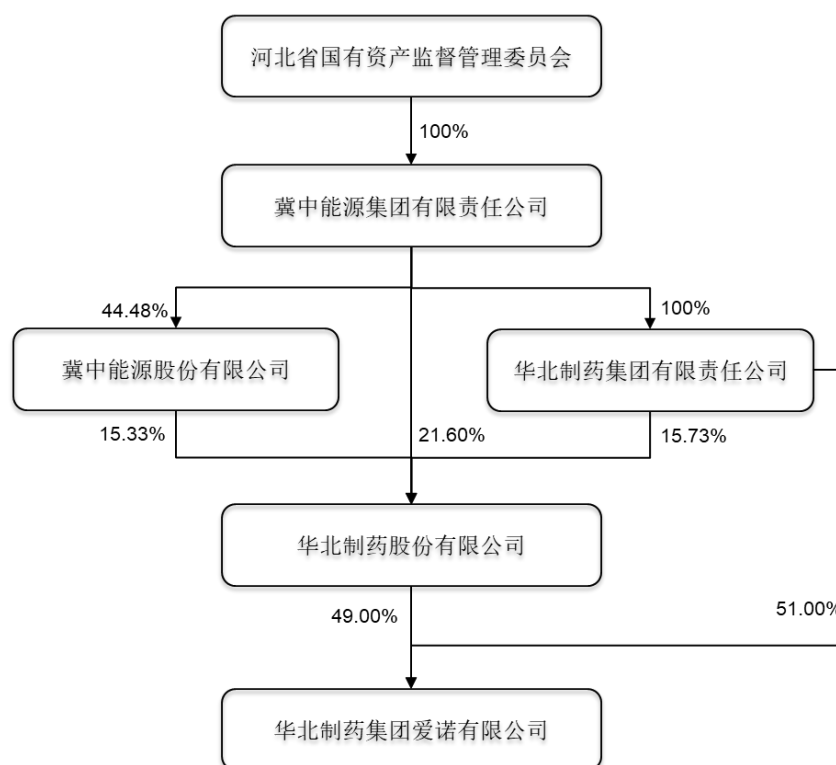 河北省国有资产监督管理委员会
100%
冀中能源集团有限责任公司
44.48%
100%
冀中能源股份有限公司
华北制药集团有限责任公司
15.33%
21.60%
15.73%
华北制药股份有限公司
49.00%
51.00%
华北制药集团爱诺有限公司